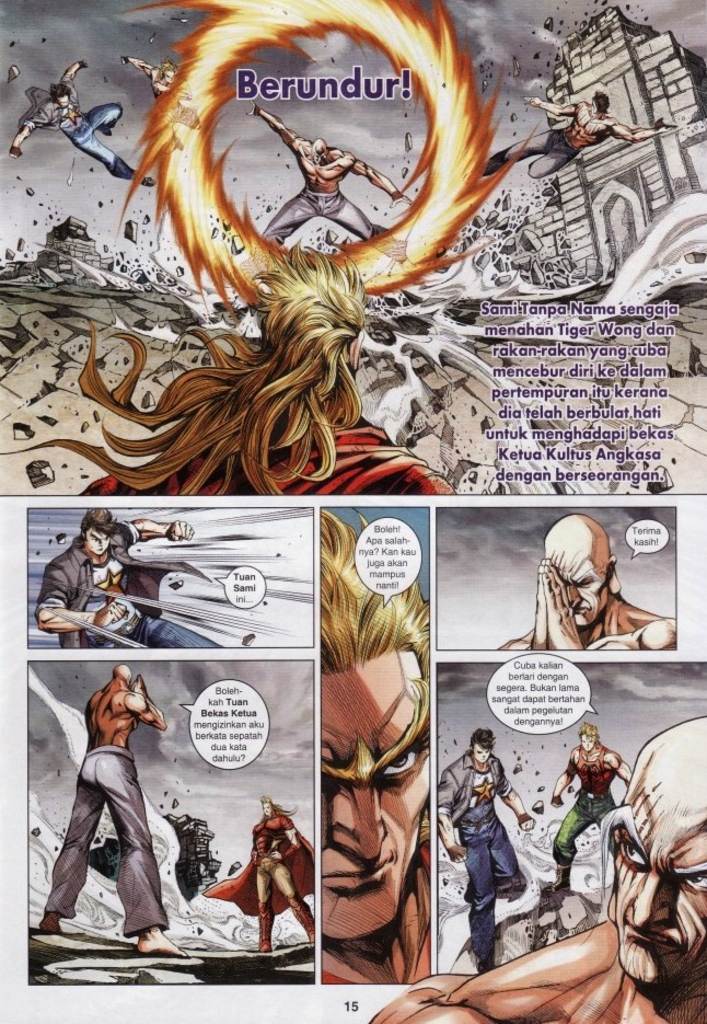 Berundur!
Sami Tanpa Nama sengaja
menahan Tiger Wong dan
rakan-rakan yang cuba
mencebur diri ke dalam
pertempuran itu kerana
dia telah berbulat hati
untuk menghadapi bekas
Ketua Kultus Angkasa
dengan berseorangan.
Tuan
Sami
ini...
Boleh-
kah Tuan
Bekas Ketua
mengizinkan aku
berkata sepatah
dua kata
dahulu?
Boleh!
Apa salah-
nya? Kan kau
juga akan
mampus
nanti!
Terima
kasih!
Cuba kalian
berlari dengan
segera. Bukan lama
sangat dapat bertahan
dalam pegelutan
dengannya!
15